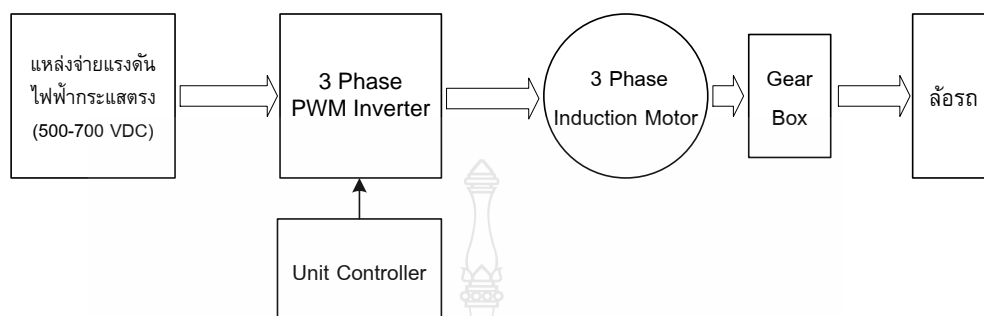 แหล่งจ่ายแรงดัน
ไฟฟ้ากระแสตรง
(500-700 VDC)
3 Phase
PWM Inverter
3 Phase
Induction Motor
Gear
Box
ล้อรถ
Unit Controller